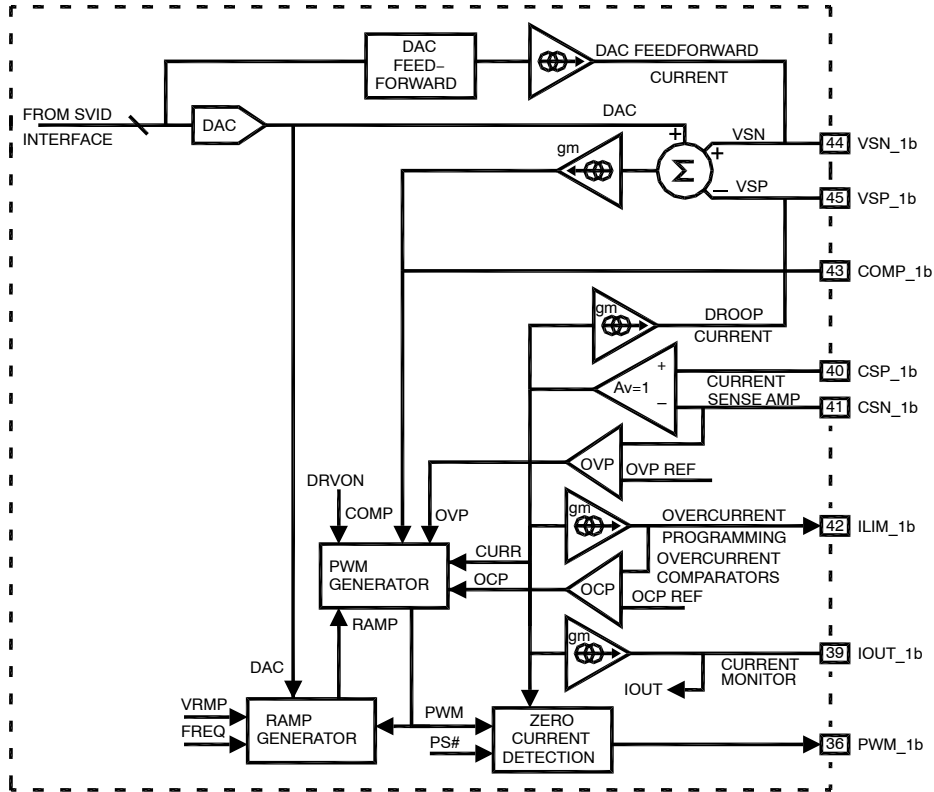 DAC
FEED–
FORWARD
DAC FEEDFORWARD
CURRENT
FROM SVID
INTERFACE
DAC
DAC
gm
+
Σ
+
VSN
–
VSP
44 VSN_1b
45 VSP_1b
43 COMP_1b
gm
DROOP
CURRENT
Av=1
+
–
CURRENT
SENSE AMP
40 CSP_1b
41 CSN_1b
OVP
OVP REF
DRVON
COMP
OVP
gm
OVERCURRENT
PROGRAMMING
42 ILIM_1b
PWM
GENERATOR
CURR
OCP
OVERCURRENT
COMPARATORS
OCP
OCP REF
RAMP
gm
CURRENT
MONITOR
IOUT
39 IOUT_1b
DAC
VRMP
FREQ
RAMP
GENERATOR
PWM
PS#
ZERO
CURRENT
DETECTION
36 PWM_1b